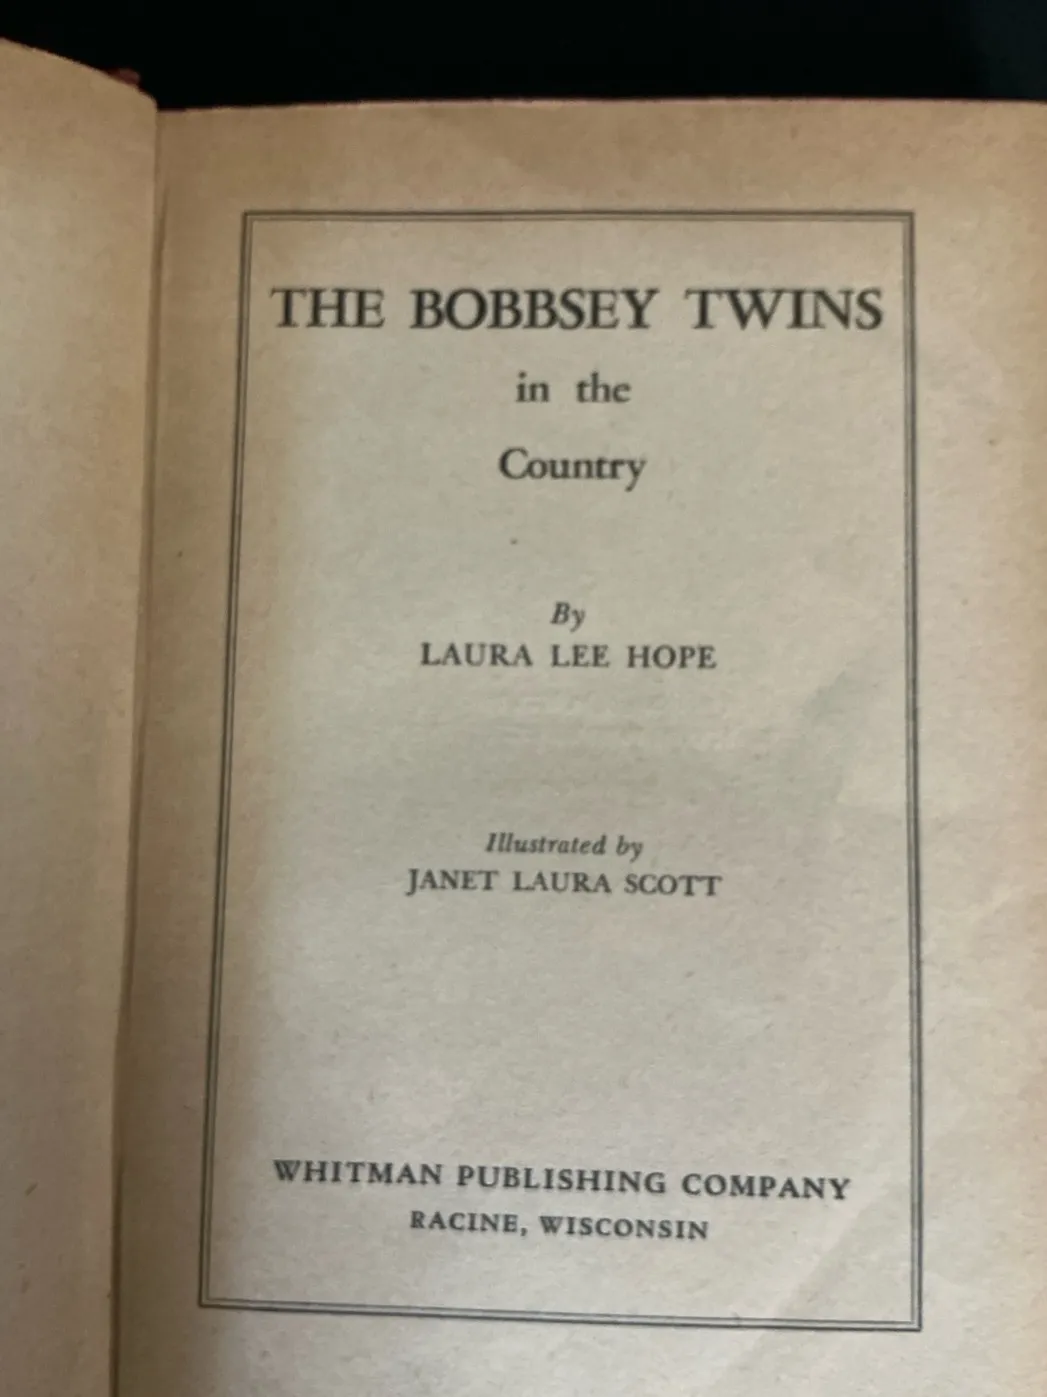 THE BOBBSEY TWINS
in the
Country
By
LAURA LEE HOPE
Illustrated by
JANET LAURA SCOTT
WHITMAN PUBLISHING COMPANY
RACINE, WISCONSIN